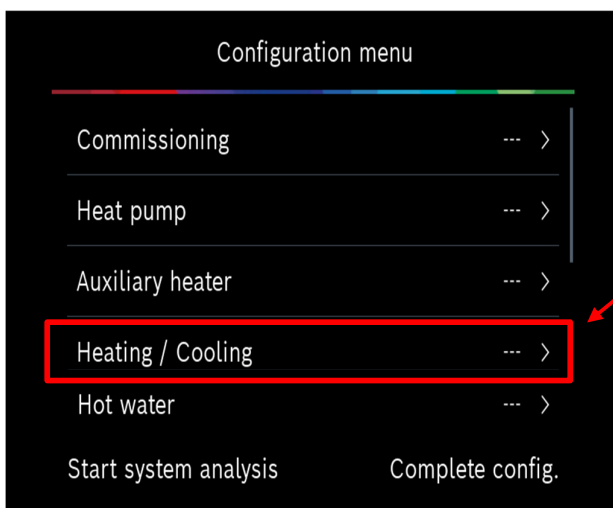 Configuration menu
Commissioning --- >
Heat pump --- >
Auxiliary heater --- >
Heating / Cooling --- >
Hot water --- >
Start system analysis Complete config.